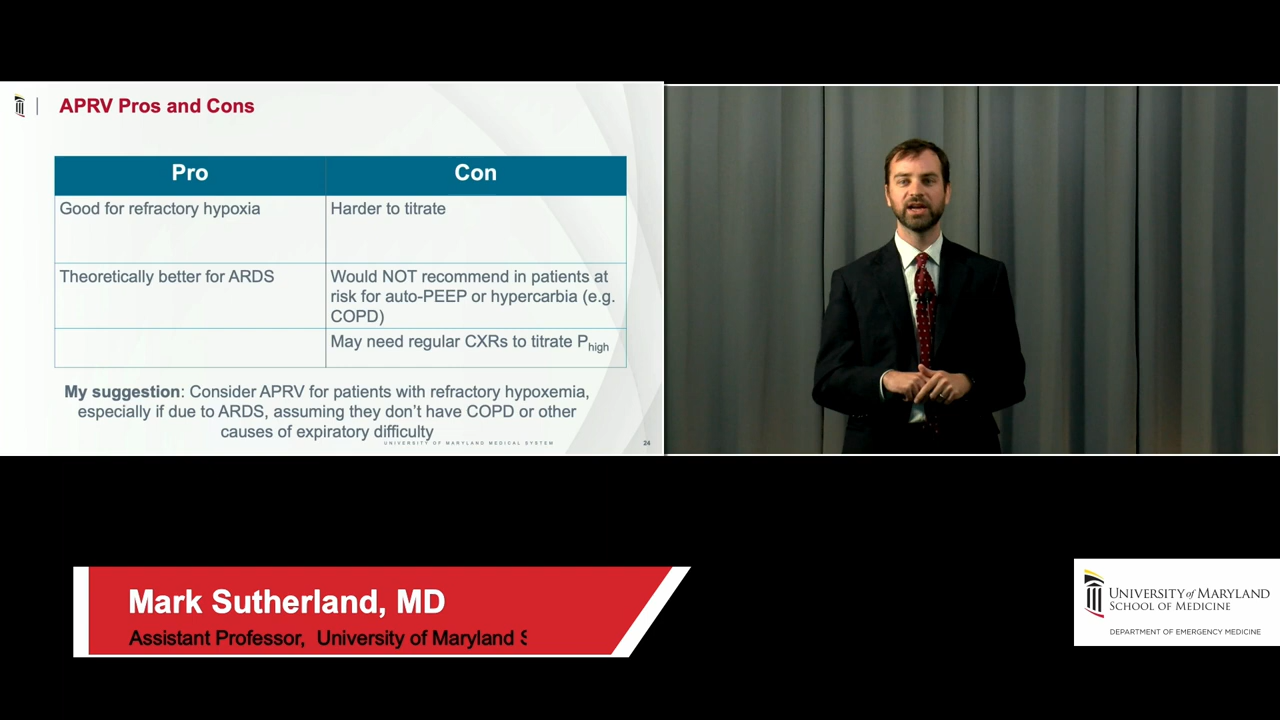 APRV Pros and Cons
Pro
Con
Good for refractory hypoxia
Harder to titrate
Theoretically better for ARDS
Would NOT recommend in patients at
risk for auto-PEEP or hypercarbia (e.g.
COPD)
May need regular CXRs to titrate Phigh
My suggestion: Consider APRV for patients with refractory hypoxemia,
especially if due to ARDS, assuming they don't have COPD or other
causes of expiratory difficulty
UNIVERSITY OF MARYLAND MEDICAL SYSTEM
24
Mark Sutherland, MD
Assistant Professor, University of Maryland S
UNIVERSITY of MARYLAND
SCHOOL OF MEDICINE
DEPARTMENT OF EMERGENCY MEDICINE